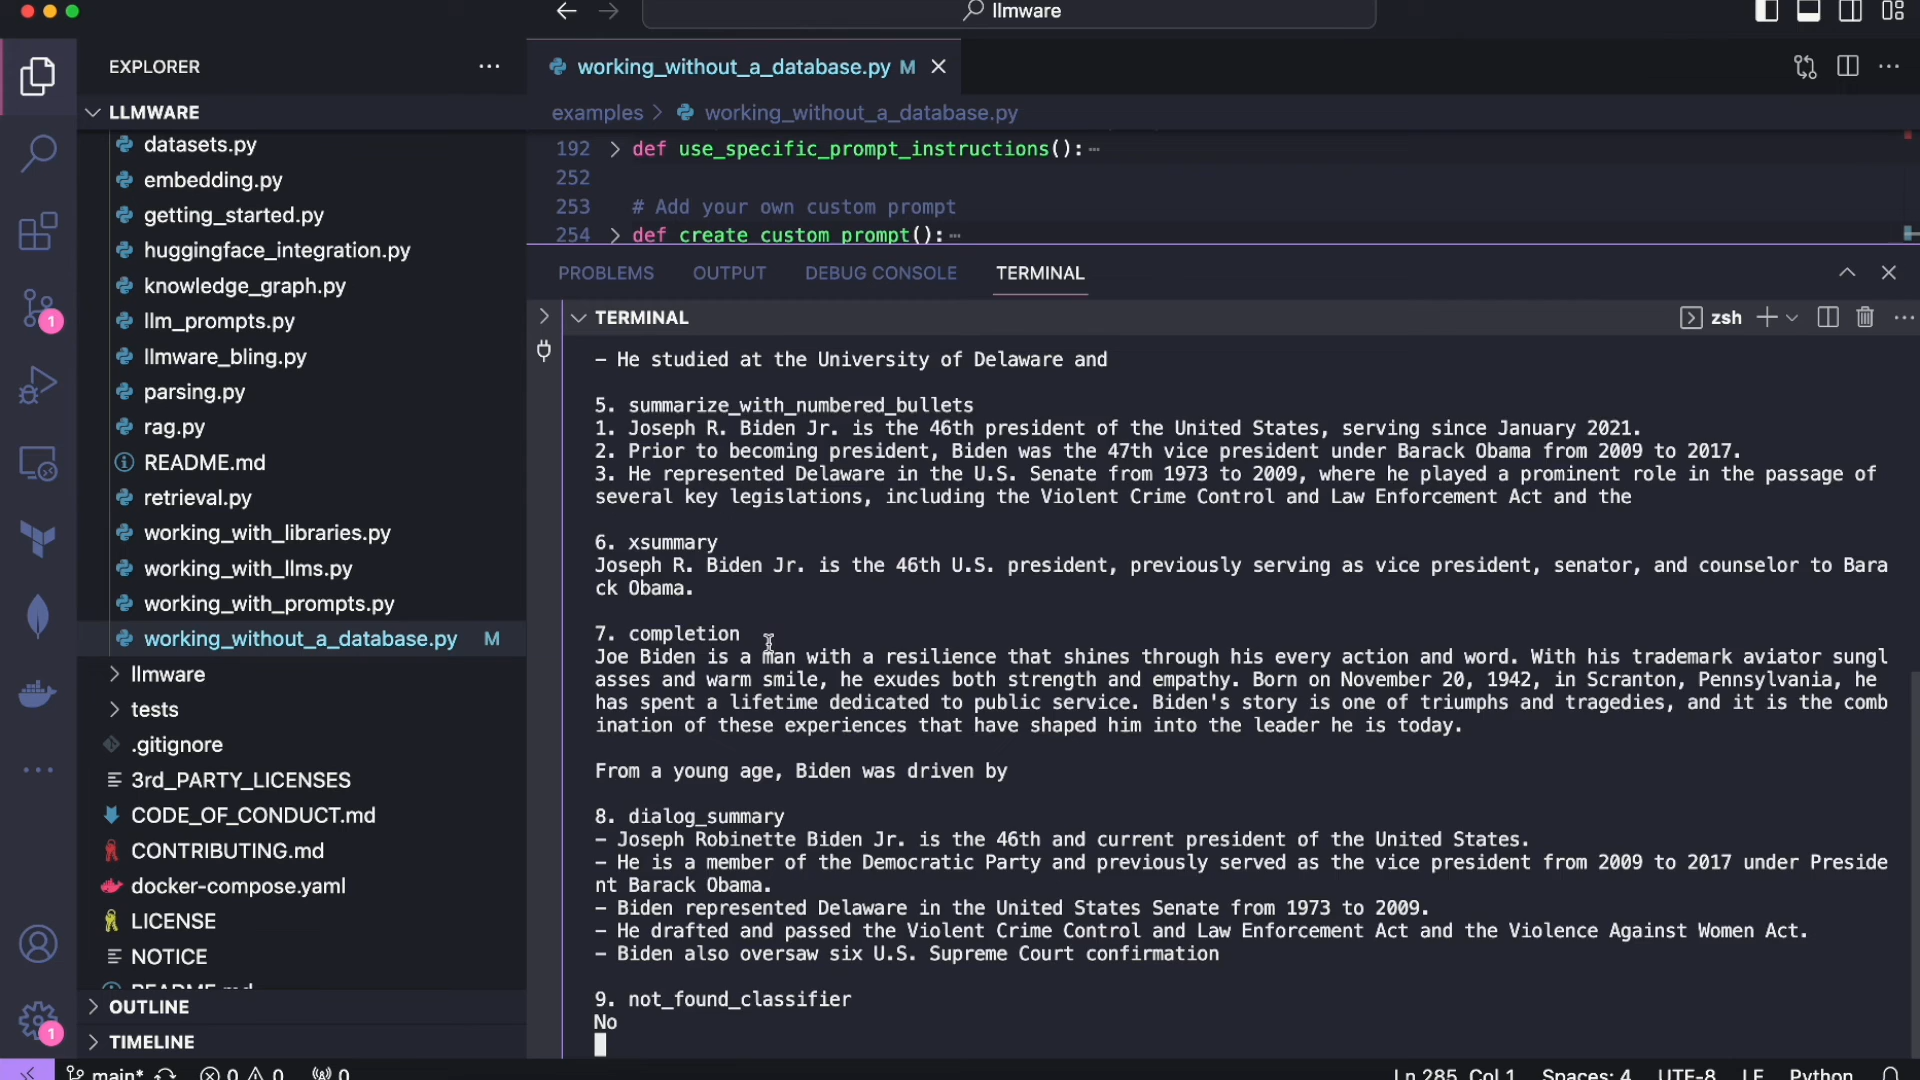 llmware
EXPLORER
working_without_a_database.py M
LLMWARE
examples > working_without_a_database.py
datasets.py
embedding.py
getting_started.py
huggingface_integration.py
knowledge_graph.py
llm_prompts.py
llmware_bling.py
parsing.py
rag.py
README.md
retrieval.py
working_with_libraries.py
working_with_llms.py
working_with_prompts.py
working_without_a_database.py M
llmware
tests
.gitignore
3rd_PARTY_LICENSES
CODE_OF_CONDUCT.md
CONTRIBUTING.md
docker-compose.yaml
LICENSE
NOTICE
README.md
OUTLINE
TIMELINE
1
1
192 > def use_specific_prompt_instructions():
252
253 # Add your own custom prompt
254 > def create_custom_prompt():
PROBLEMS OUTPUT DEBUG CONSOLE TERMINAL
TERMINAL
zsh
– He studied at the University of Delaware and
5. summarize_with_numbered_bullets
1. Joseph R. Biden Jr. is the 46th president of the United States, serving since January 2021.
2. Prior to becoming president, Biden was the 47th vice president under Barack Obama from 2009 to 2017.
3. He represented Delaware in the U.S. Senate from 1973 to 2009, where he played a prominent role in the passage of
several key legislations, including the Violent Crime Control and Law Enforcement Act and the
6. xsummary
Joseph R. Biden Jr. is the 46th U.S. president, previously serving as vice president, senator, and counselor to Bara
ck Obama.
7. completion
Joe Biden is a man with a resilience that shines through his every action and word. With his trademark aviator sungl
asses and warm smile, he exudes both strength and empathy. Born on November 20, 1942, in Scranton, Pennsylvania, he
has spent a lifetime dedicated to public service. Biden's story is one of triumphs and tragedies, and it is the comb
ination of these experiences that have shaped him into the leader he is today.
From a young age, Biden was driven by
8. dialog_summary
– Joseph Robinette Biden Jr. is the 46th and current president of the United States.
– He is a member of the Democratic Party and previously served as the vice president from 2009 to 2017 under Preside
nt Barack Obama.
– Biden represented Delaware in the United States Senate from 1973 to 2009.
– He drafted and passed the Violent Crime Control and Law Enforcement Act and the Violence Against Women Act.
– Biden also oversaw six U.S. Supreme Court confirmation
9. not_found_classifier
No
main* 0 0 0 Ln 285, Col 1 Spaces: 4 UTF-8 LF Python